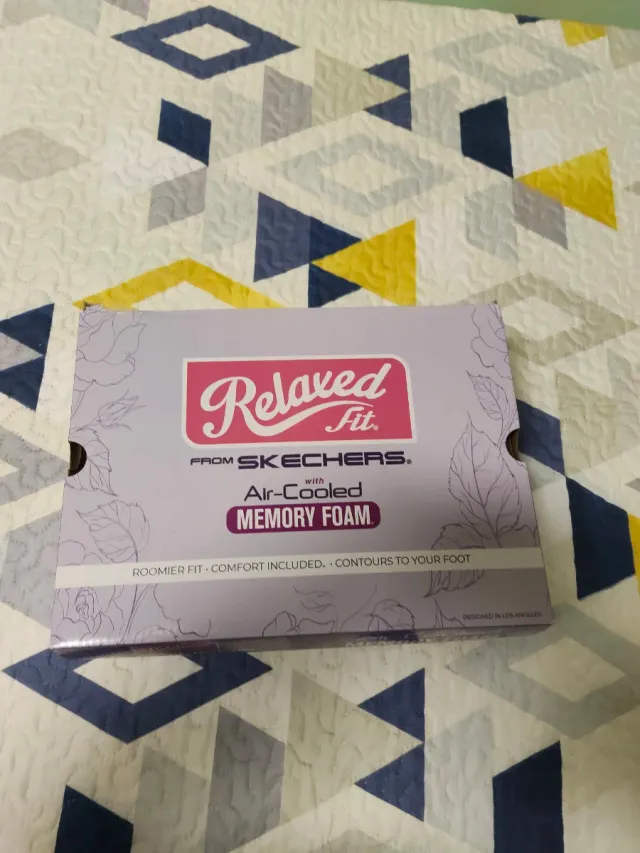 Relaxed
Fit®
FROM SKECHERS®
with
Air-Cooled
MEMORY FOAM
ROOMIER FIT • COMFORT INCLUDED. • CONTOURS TO YOUR FOOT
DESIGNED IN LOS ANGELES